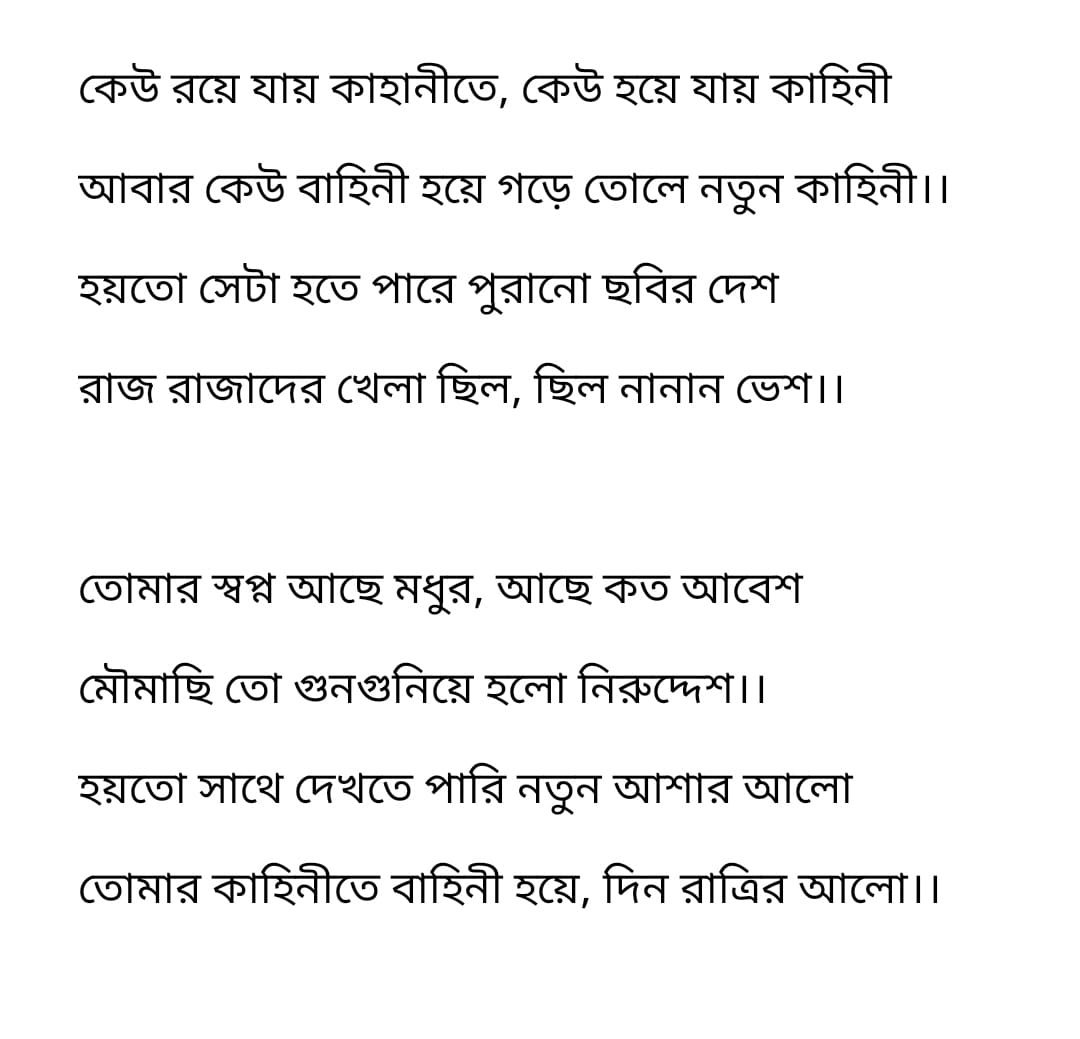 কেউ রয়ে যায় কাহানীতে, কেউ হয়ে যায় কাহিনী
আবার কেউ বাহিনী হয়ে গড়ে তোলে নতুন কাহিনী।।
হয়তো সেটা হতে পারে পুরানো ছবির দেশ
রাজ রাজাদের খেলা ছিল, ছিল নানান ভেশ।।
তোমার স্বপ্ন আছে মধুর, আছে কত আবেশ
মৌমাছি তো গুনগুনিয়ে হলো নিরুদ্দেশ।।
হয়তো সাথে দেখতে পারি নতুন আশার আলো
তোমার কাহিনীতে বাহিনী হয়ে, দিন রাত্রির আলো।।